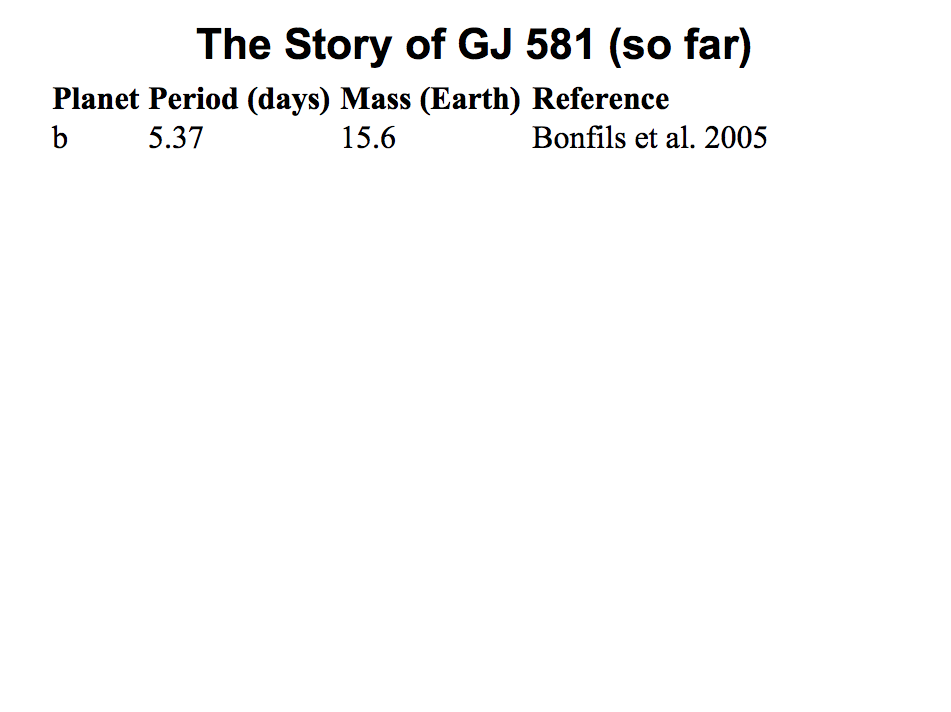 The Story of GJ 581 (so far)
Planet Period (days) Mass (Earth) Reference
b 5.37 15.6 Bonfils et al. 2005